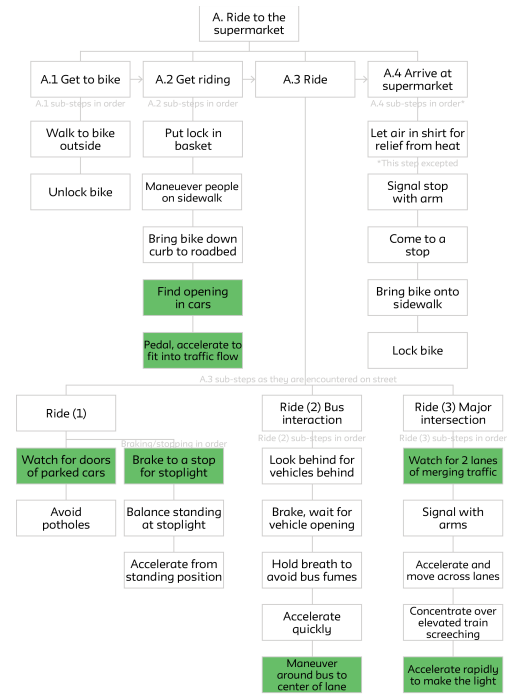 A. Ride to the
supermarket
A.1 Get to bike
A.2 Get riding
A.3 Ride
A.4 Arrive at
supermarket
A.1 sub-steps in order
A.2 sub-steps in order
A.4 sub-steps in order*
Walk to bike
outside
Put lock in
basket
Let air in shirt for
relief from heat
*This step excepted
Unlock bike
Maneuever people
on sidewalk
Signal stop
with arm
Bring bike down
curb to roadbed
Come to a
stop
Find opening
in cars
Bring bike onto
sidewalk
Pedal, accelerate to
fit into traffic flow
Lock bike
A.3 sub-steps as they are encountered on street
Ride (1)
Ride (2) Bus
interaction
Ride (3) Major
intersection
Braking/stopping in order
Ride (2) sub-steps in order
Ride (3) sub-steps in order
Watch for doors
of parked cars
Brake to a stop
for stoplight
Look behind for
vehicles behind
Watch for 2 lanes
of merging traffic
Avoid
potholes
Balance standing
at stoplight
Brake, wait for
vehicle opening
Signal with
arms
Accelerate from
standing position
Hold breath to
avoid bus fumes
Accelerate and
move across lanes
Accelerate
quickly
Concentrate over
elevated train
screeching
Maneuver
around bus to
center of lane
Accelerate rapidly
to make the light